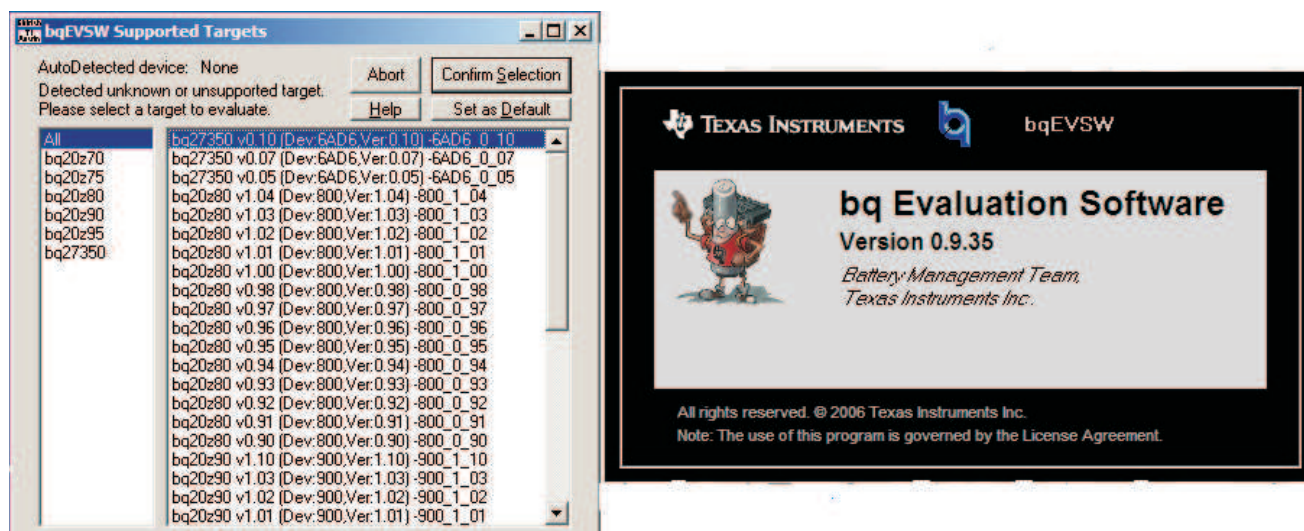 bqEVSW Supported Targets
AutoDetected device: None
Detected unknown or unsupported target.
Please select a target to evaluate.
Abort
Confirm Selection
Help
Set as Default
All
bq20z70
bq20z75
bq20z80
bq20z90
bq20z95
bq27350
bq27350 v0.10 (Dev:6AD6,Ver:0.10) -6AD6_0_10
bq27350 v0.07 (Dev:6AD6,Ver:0.07) -6AD6_0_07
bq27350 v0.05 (Dev:6AD6,Ver:0.05) -6AD6_0_05
bq20z80 v1.04 (Dev:800,Ver:1.04) -800_1_04
bq20z80 v1.03 (Dev:800,Ver:1.03) -800_1_03
bq20z80 v1.02 (Dev:800,Ver:1.02) -800_1_02
bq20z80 v1.01 (Dev:800,Ver:1.01) -800_1_01
bq20z80 v1.00 (Dev:800,Ver:1.00) -800_1_00
bq20z80 v0.98 (Dev:800,Ver:0.98) -800_0_98
bq20z80 v0.97 (Dev:800,Ver:0.97) -800_0_97
bq20z80 v0.96 (Dev:800,Ver:0.96) -800_0_96
bq20z80 v0.95 (Dev:800,Ver:0.95) -800_0_95
bq20z80 v0.94 (Dev:800,Ver:0.94) -800_0_94
bq20z80 v0.93 (Dev:800,Ver:0.93) -800_0_93
bq20z80 v0.92 (Dev:800,Ver:0.92) -800_0_92
bq20z80 v0.91 (Dev:800,Ver:0.91) -800_0_91
bq20z80 v0.90 (Dev:800,Ver:0.90) -800_0_90
bq20z90 v1.10 (Dev:900,Ver:1.10) -900_1_10
bq20z90 v1.03 (Dev:900,Ver:1.03) -900_1_03
bq20z90 v1.02 (Dev:900,Ver:1.02) -900_1_02
bq20z90 v1.01 (Dev:900,Ver:1.01) -900_1_01
TEXAS INSTRUMENTS
bqEVSW
bq Evaluation Software
Version 0.9.35
Battery Management Team,
Texas Instruments Inc.
All rights reserved. © 2006 Texas Instruments Inc.
Note: The use of this program is governed by the License Agreement.